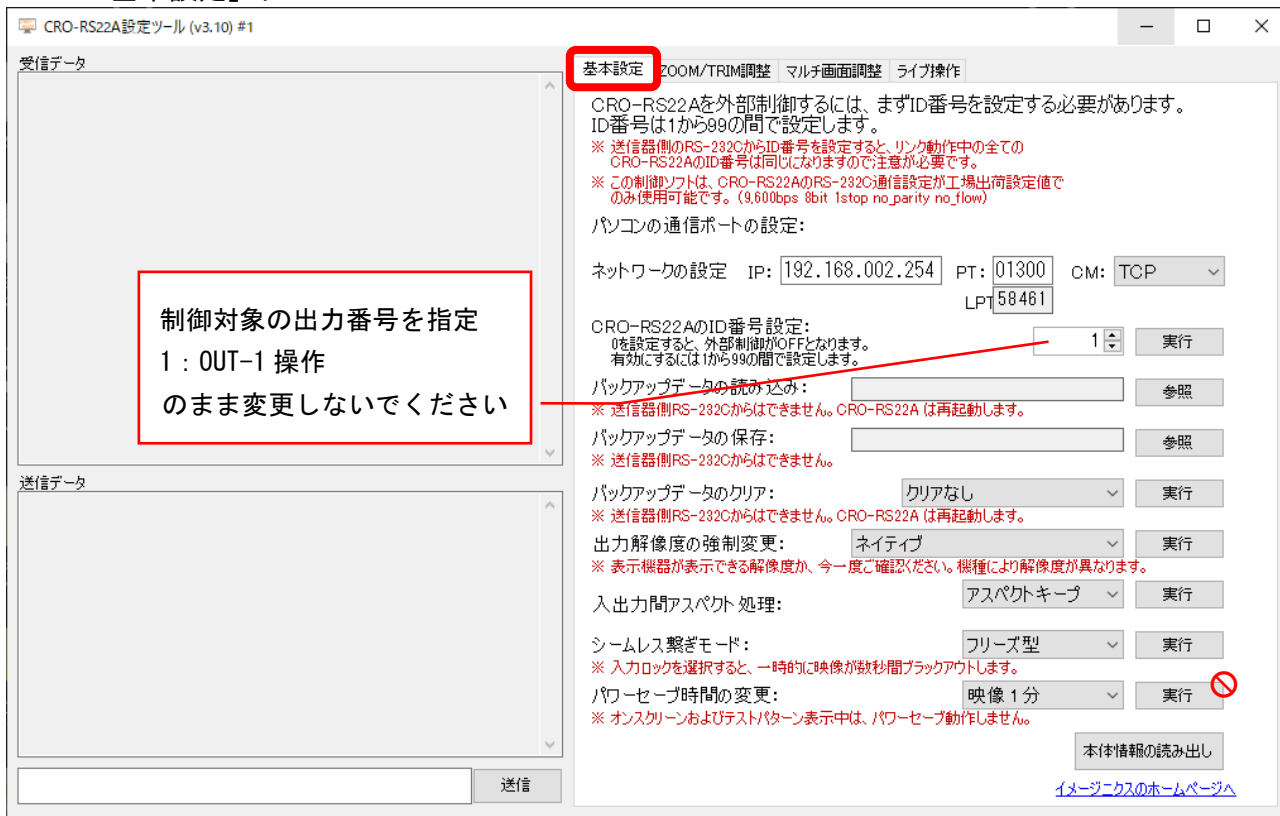 CRO-RS22A設定ツール (v3.10) #1
受信データ
基本設定 ZOOM/TRIM調整 マルチ画面調整 ライブ操作
CRO-RS22Aを外部制御するには、まずID番号を設定する必要があります。
ID番号は1から99の間で設定します。
※ 送信器側のRS-232CからID番号を設定すると、リンク動作中の全ての
CRO-RS22AのID番号は同じになりますので注意が必要です。
※ この制御ソフトは、CRO-RS22AのRS-232C通信設定が工場出荷設定値で
のみ使用可能です。(9,600bps 8bit 1stop no_parity no_flow)
パソコンの通信ポートの設定:
ネットワークの設定 IP: 192.168.002.254 PT: 01300 CM: TCP
LPT 58461
制御対象の出力番号を指定
1：OUT-1 操作
のまま変更しないでください
CRO-RS22AのID番号設定:
0を設定すると、外部制御がOFFとなります。
有効にするには1から99の間で設定します。
1 実行
バックアップデータの読み込み: 参照
※ 送信器側RS-232Cからはできません。CRO-RS22A は再起動します。
バックアップデータの保存: 参照
※ 送信器側RS-232Cからはできません。
送信データ
バックアップデータのクリア: クリアなし 実行
※ 送信器側RS-232Cからはできません。CRO-RS22A は再起動します。
出力解像度の強制変更: ネイティブ 実行
※ 表示機器が表示できる解像度か、今一度ご確認ください。機種により解像度が異なります。
入出力間アスペクト処理: アスペクトキープ 実行
シームレス繋ぎモード: フリーズ型 実行
※ 入力ロックを選択すると、一時的に映像が数秒間ブラックアウトします。
パワーセーブ時間の変更: 映像 1 分 実行
※ オンスクリーンおよびテストパターン表示中は、パワーセーブ動作しません。
本体情報の読み出し
送信
イメージニクスのホームページへ